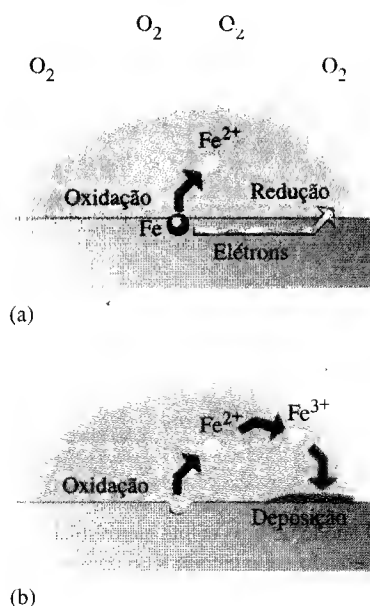 O₂ O₂
O₂ O₂
Fe²⁺
Oxidação Redução
Fe
Elétrons
(a)
Fe²⁺ Fe³⁺
Oxidação
Deposição
(b)